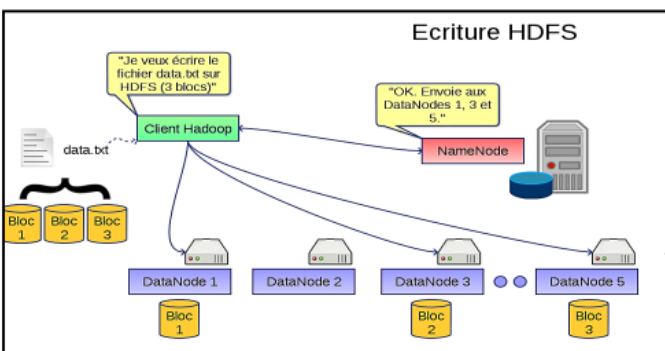 Ecriture HDFS
"Je veux écrire le
fichier data.txt sur
HDFS (3 blocs)"
"OK. Envoie aux
DataNodes 1, 3 et
5."
Client Hadoop
NameNode
data.txt
Bloc
1
Bloc
2
Bloc
3
DataNode 1
DataNode 2
DataNode 3
DataNode 5
Bloc
1
Bloc
2
Bloc
3